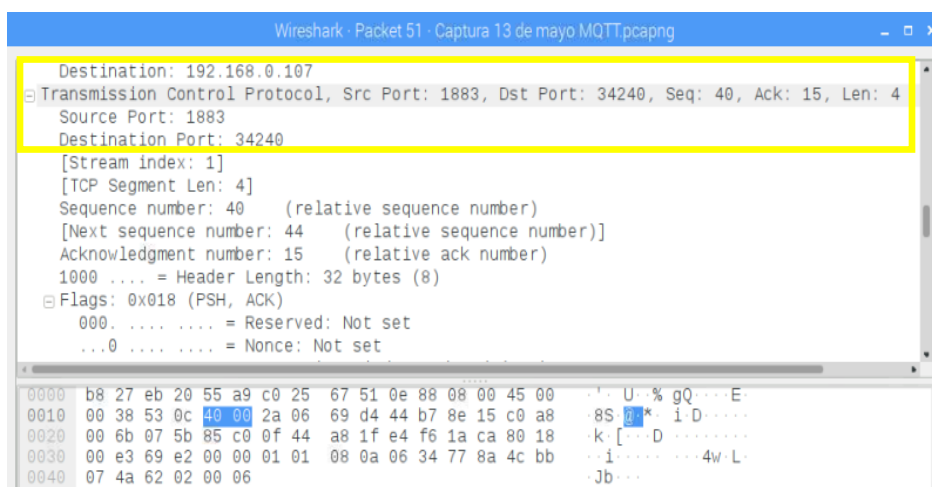 Wireshark · Packet 51 · Captura 13 de mayo MQTT.pcapng
Destination: 192.168.0.107
Transmission Control Protocol, Src Port: 1883, Dst Port: 34240, Seq: 40, Ack: 15, Len: 4
Source Port: 1883
Destination Port: 34240
[Stream index: 1]
[TCP Segment Len: 4]
Sequence number: 40 (relative sequence number)
[Next sequence number: 44 (relative sequence number)]
Acknowledgment number: 15 (relative ack number)
1000 .... = Header Length: 32 bytes (8)
Flags: 0x018 (PSH, ACK)
000. .... .... = Reserved: Not set
...0 .... .... = Nonce: Not set
0000 b8 27 eb 20 55 a9 c0 25 67 51 0e 88 08 00 45 00 ·'· U··% gQ····E·
0010 00 38 53 0c 40 00 2a 06 69 d4 44 b7 8e 15 c0 a8 ·8S·@·*· i·D·····
0020 00 6b 07 5b 85 c0 0f 44 a8 1f e4 f6 1a ca 80 18 ·k·[···D ········
0030 00 e3 69 e2 00 00 01 01 08 0a 06 34 77 8a 4c bb ··i····· ···4w·L·
0040 07 4a 62 02 00 06 ·Jb···